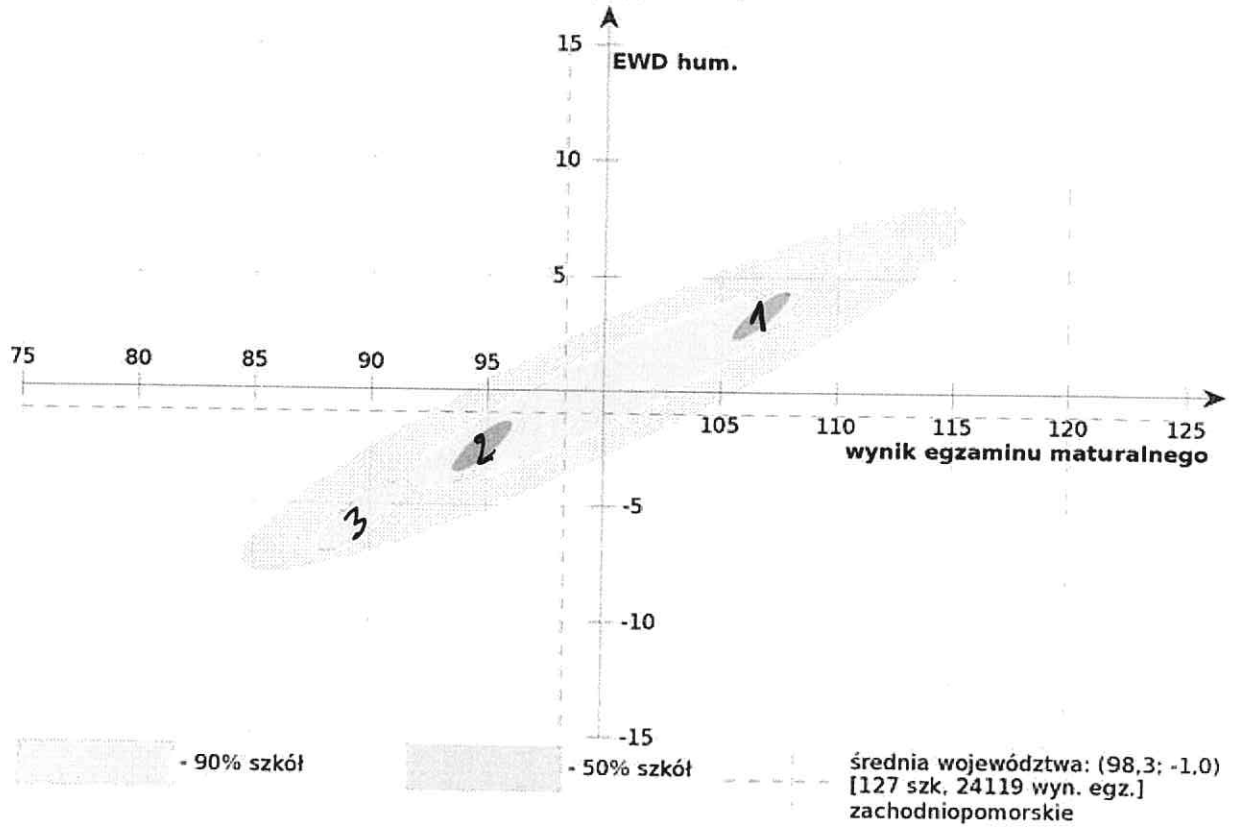 15
EWD hum.
10
5
75 80 85 90 95
1
105 110 115 120 125
wynik egzaminu maturalnego
2
3
-5
-10
-15
- 90% szkół
- 50% szkół
średnia województwa: (98,3; -1,0)
[127 szk, 24119 wyn. egz.]
zachodniopomorskie